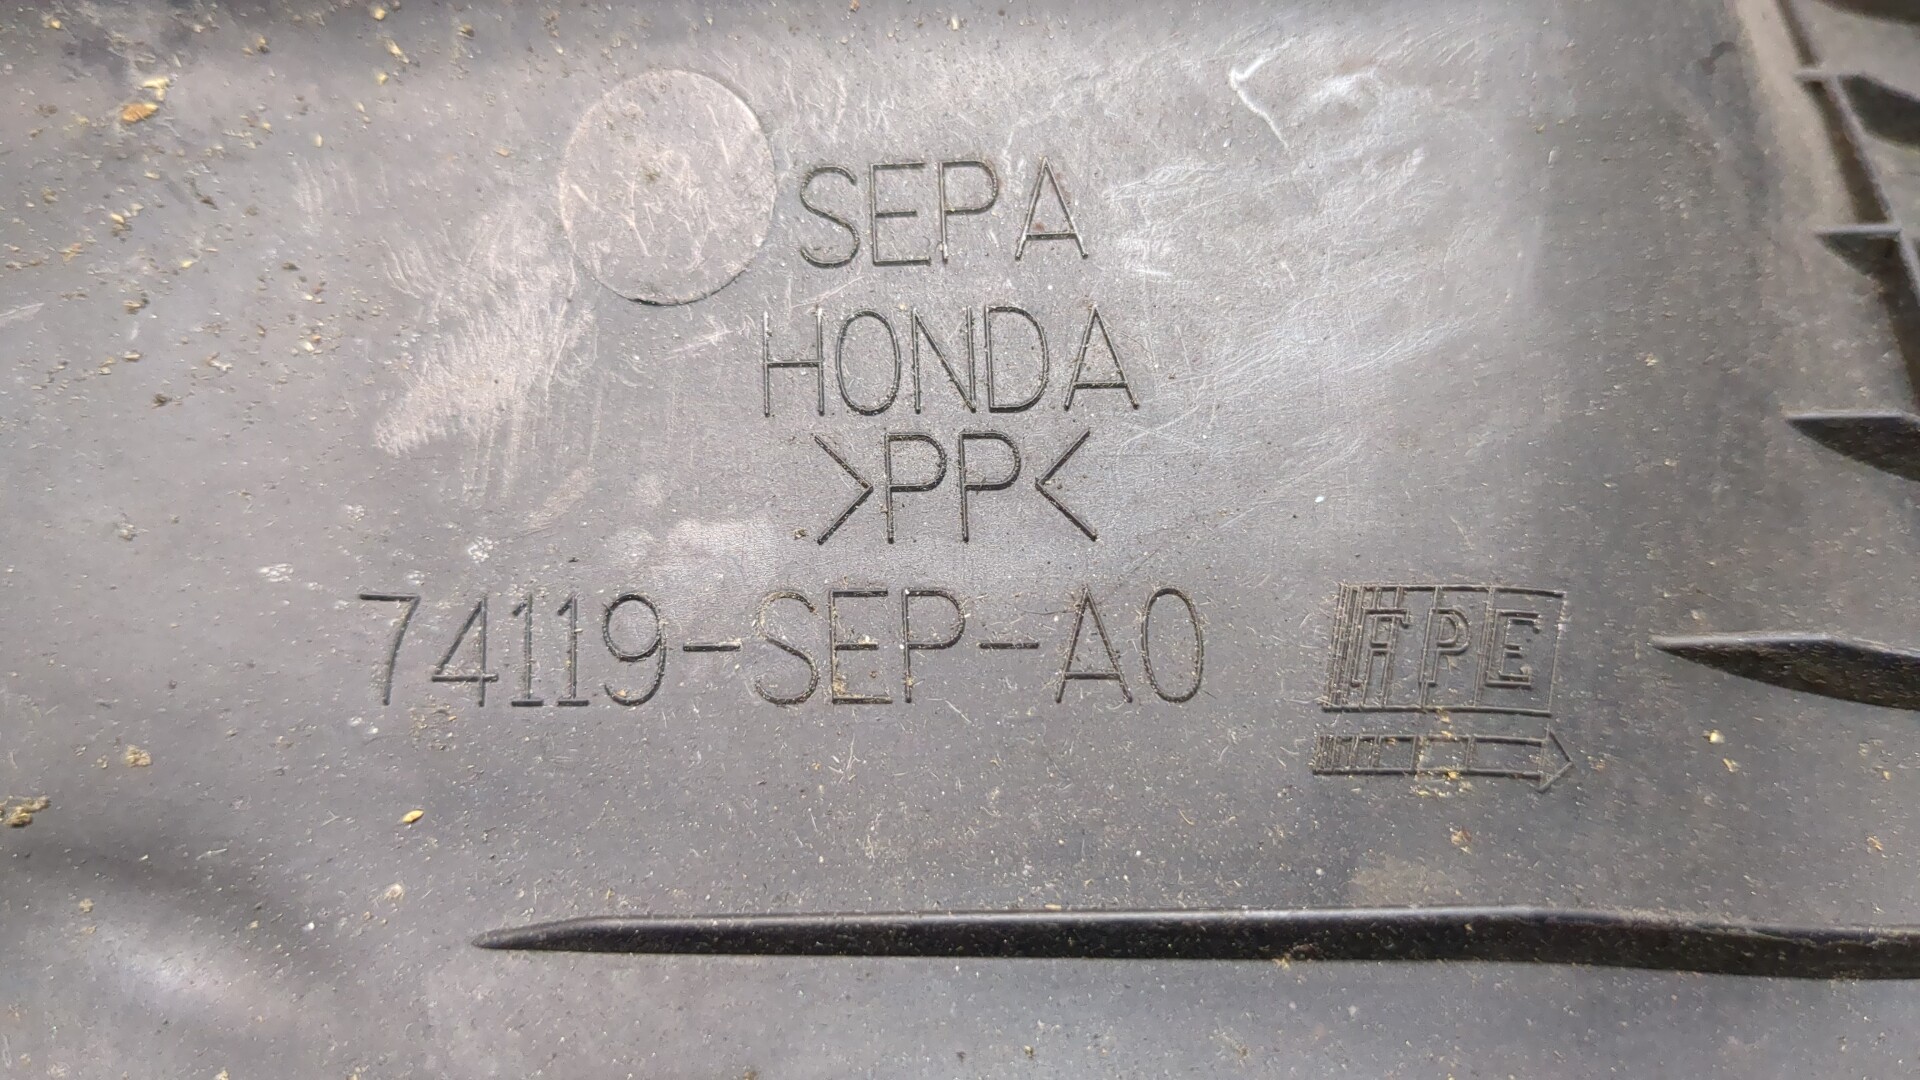 SEPA
HONDA
>PP<
74119-SEP-A0
FPE